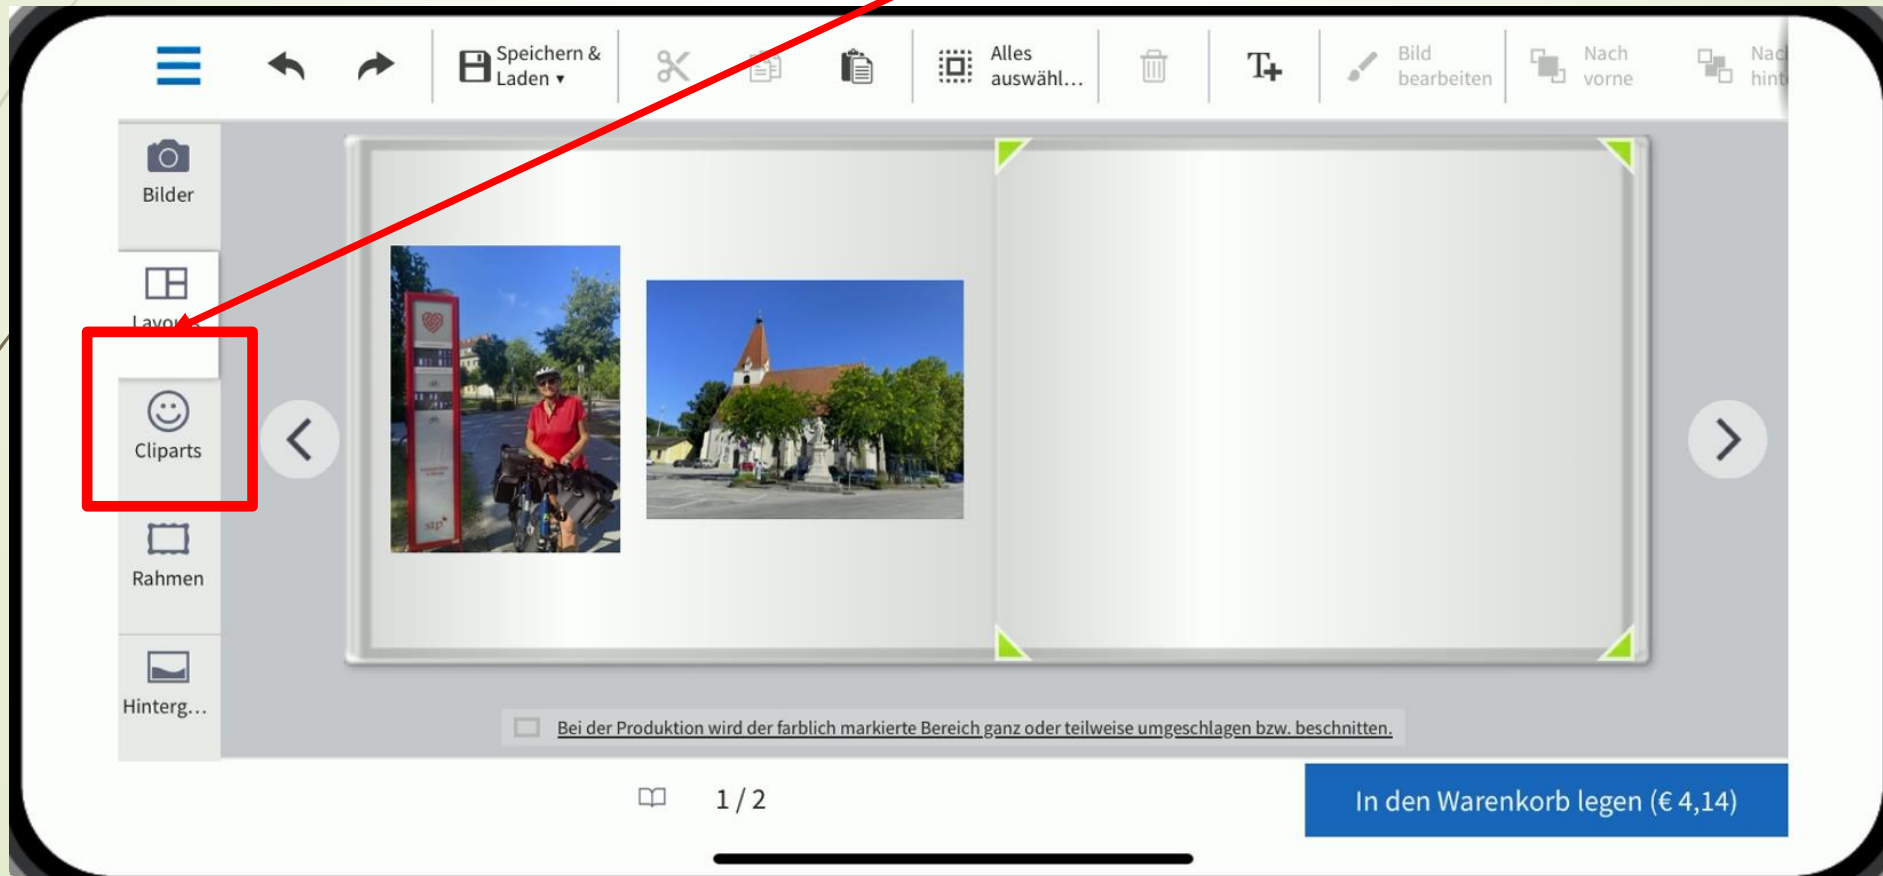 Speichern &
Laden ▾
Alles
auswähl...
Bild
bearbeiten
Nach
vorne
Bilder
Cliparts
Rahmen
Hinterg...
stp*
Bei der Produktion wird der farblich markierte Bereich ganz oder teilweise umgeschlagen bzw. beschnitten.
1 / 2
In den Warenkorb legen (€ 4,14)